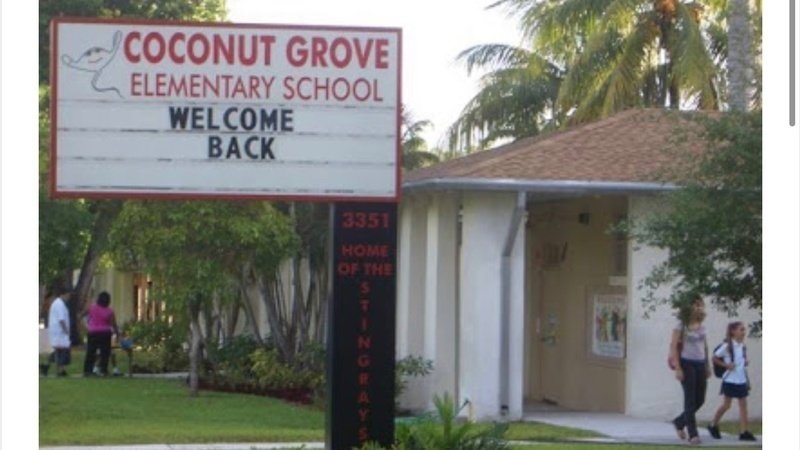 COCONUT GROVE
ELEMENTARY SCHOOL
WELCOME
BACK
3351
HOME
OF THE
STINGRAYS